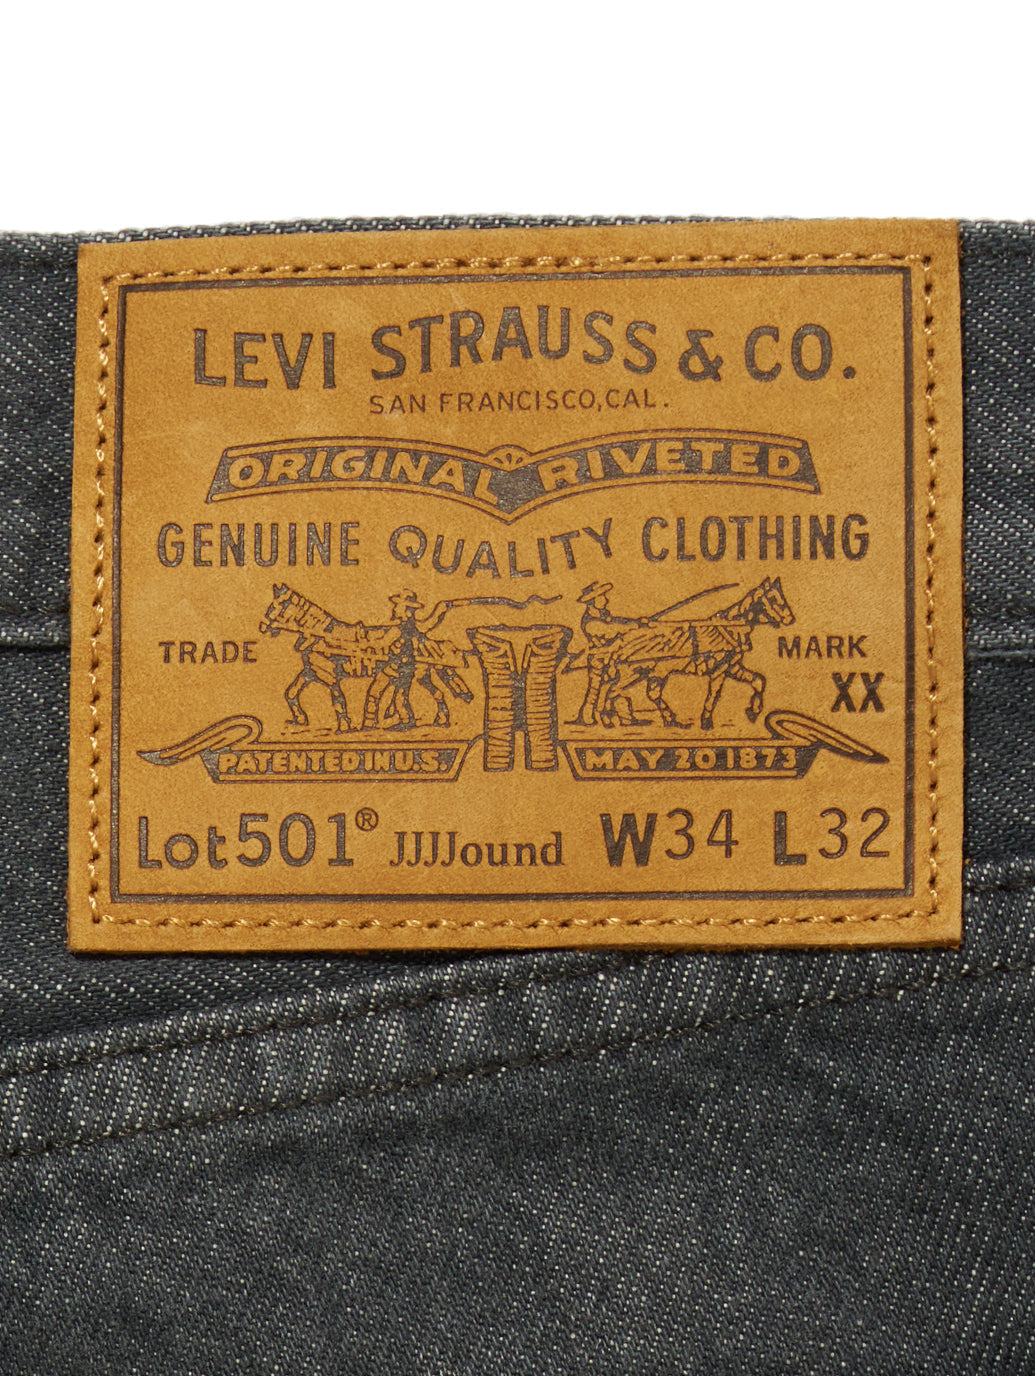 LEVI STRAUSS & CO.
SAN FRANCISCO, CAL.
ORIGINAL RIVETED
GENUINE QUALITY CLOTHING
TRADE MARK
XX
PATENTED IN U.S. MAY 20 1873
Lot 501® JJJJound W34 L32